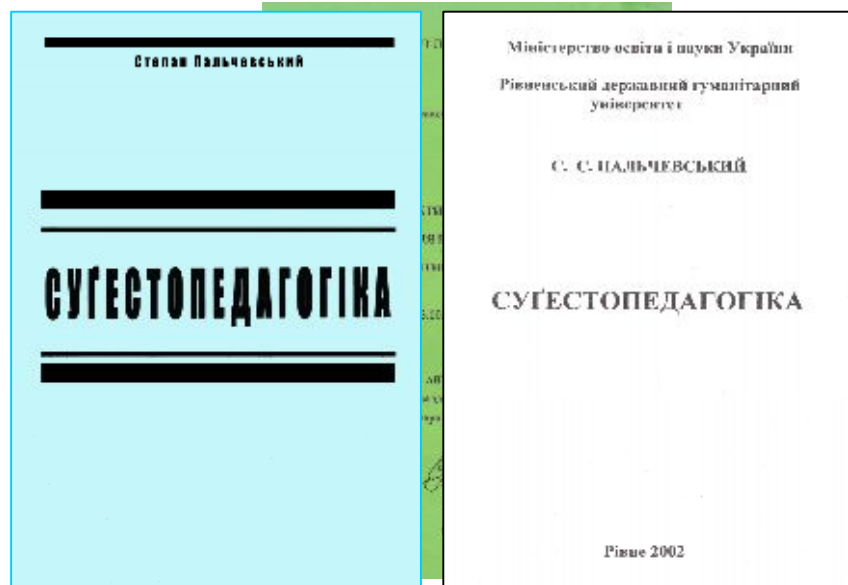 Степан Пальчевський
СУҐЕСТОПЕДАГОГІКА
Міністерство освіти і науки України
Рівненський державний гуманітарний
університет
С. С. ПАЛЬЧЕВСЬКИЙ
СУҐЕСТОПЕДАГОГІКА
Рівне 2002